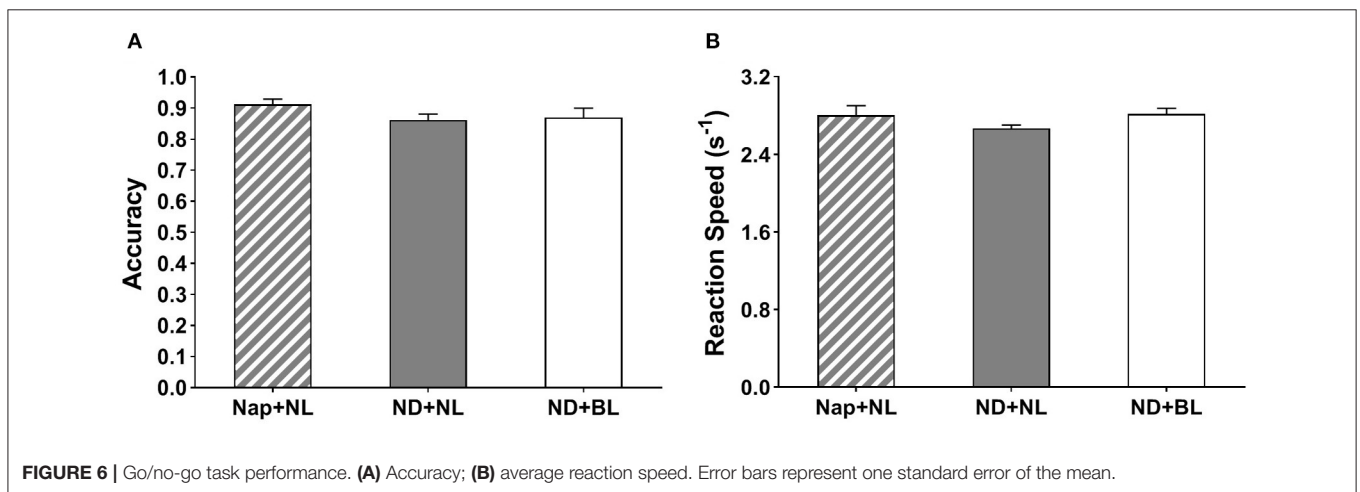 A
B
1.0
0.9
0.8
0.7
0.6
0.5
0.4
0.3
0.2
0.1
0.0
Accuracy
Nap+NL ND+NL ND+BL
3.2
2.4
1.6
0.8
0.0
Reaction Speed (s⁻¹)
Nap+NL ND+NL ND+BL
FIGURE 6 | Go/no-go task performance. (A) Accuracy; (B) average reaction speed. Error bars represent one standard error of the mean.